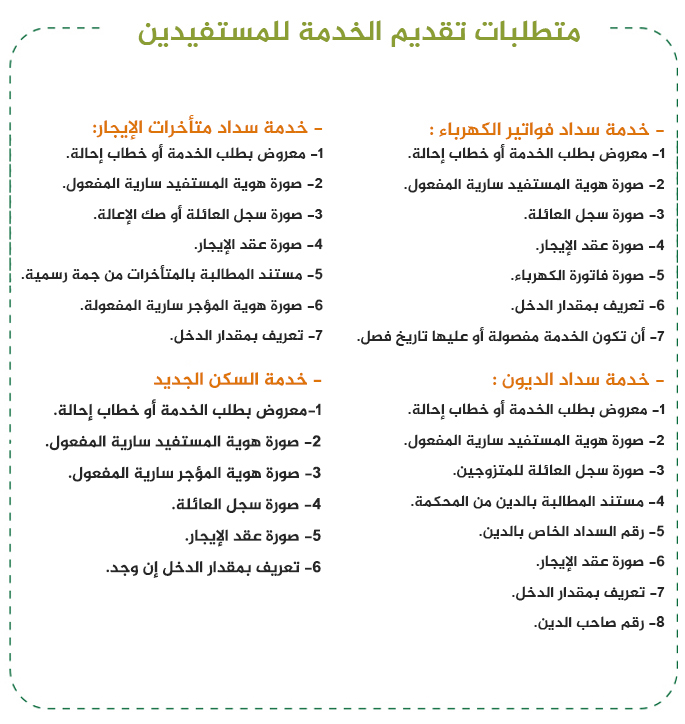 متطلبات تقديم الخدمة للمستفيدين
- خدمة سداد فواتير الكهرباء :
1- معروض بطلب الخدمة أو خطاب إحالة.
2- صورة هوية المستفيد سارية المفعول.
3- صورة سجل العائلة.
4- صورة عقد الإيجار.
5- صورة فاتورة الكهرباء.
6- تعريف بمقدار الدخل.
7- أن تكون الخدمة مفصولة أو عليها تاريخ فصل.
- خدمة سداد الديون :
1- معروض بطلب الخدمة أو خطاب إحالة.
2- صورة هوية المستفيد سارية المفعول.
3- صورة سجل العائلة للمتزوجين.
4- مستند المطالبة بالدين من المحكمة.
5- رقم السداد الخاص بالدين.
6- صورة عقد الإيجار.
7- تعريف بمقدار الدخل.
8- رقم صاحب الدين.
- خدمة سداد متأخرات الإيجار:
1- معروض بطلب الخدمة أو خطاب إحالة.
2- صورة هوية المستفيد سارية المفعول.
3- صورة سجل العائلة أو صك الإعالة.
4- صورة عقد الإيجار.
5- مستند المطالبة بالمتأخرات من جهة رسمية.
6- صورة هوية المؤجر سارية المفعولة.
7- تعريف بمقدار الدخل.
- خدمة السكن الجديد
1-معروض بطلب الخدمة أو خطاب إحالة.
2- صورة هوية المستفيد سارية المفعول.
3- صورة هوية المؤجر سارية المفعول.
4- صورة سجل العائلة.
5- صورة عقد الإيجار.
6- تعريف بمقدار الدخل إن وجد.